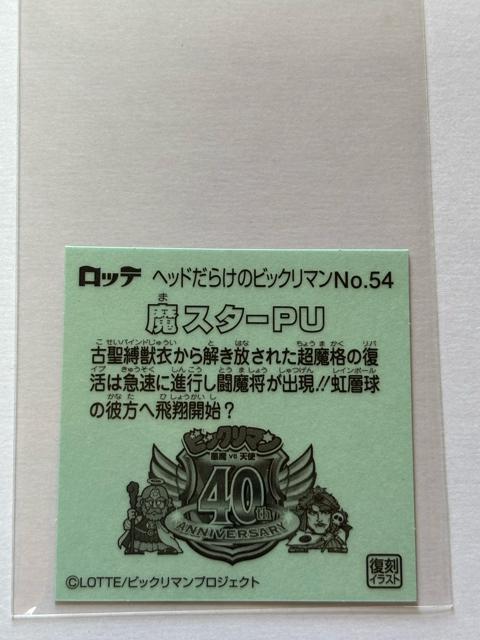 ロッテ ヘッドだらけのビックリマンNo.54
ま
魔スターPU
こせいバインドじゅうい と はな ちょうまかく リバ
古聖縛獣衣から解き放された超魔格の復
イブ きゅうそく しんこう とうましょう しゅつげん レインボール
活は急速に進行し闘魔将が出現!!虹層球
かなた ひしょうかいし
の彼方へ飛翔開始?
ビックリマン
悪魔 VS 天使
40th
ANNIVERSARY
©LOTTE/ビックリマンプロジェクト
復刻
イラスト